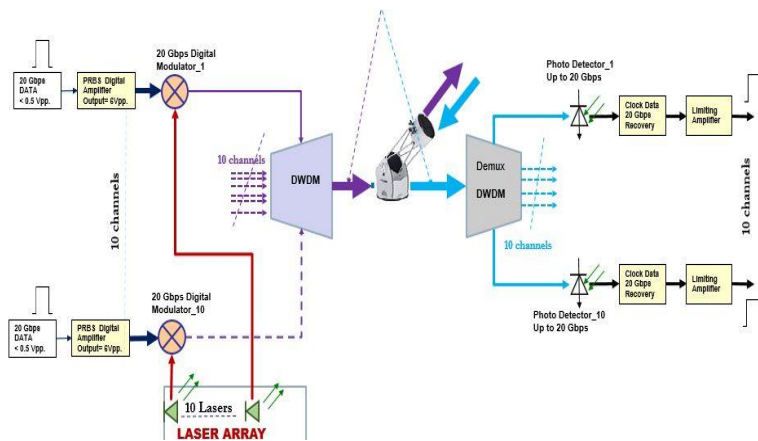 20 Gbps
DATA
< 0.5 Vpp.
PRBS Digital
Amplifier
Output= 6Vpp.
20 Gbps Digital
Modulator_1
10 channels
10 channels
DWDM
Demux
DWDM
10 channels
Photo Detector_1
Up to 20 Gbps
Clock Data
20 Gbps
Recovery
Limiting
Amplifier
10 channels
20 Gbps
DATA
< 0.5 Vpp.
PRBS Digital
Amplifier
Output= 6Vpp.
20 Gbps Digital
Modulator_10
Photo Detector_10
Up to 20 Gbps
Clock Data
20 Gbps
Recovery
Limiting
Amplifier
10 Lasers
LASER ARRAY